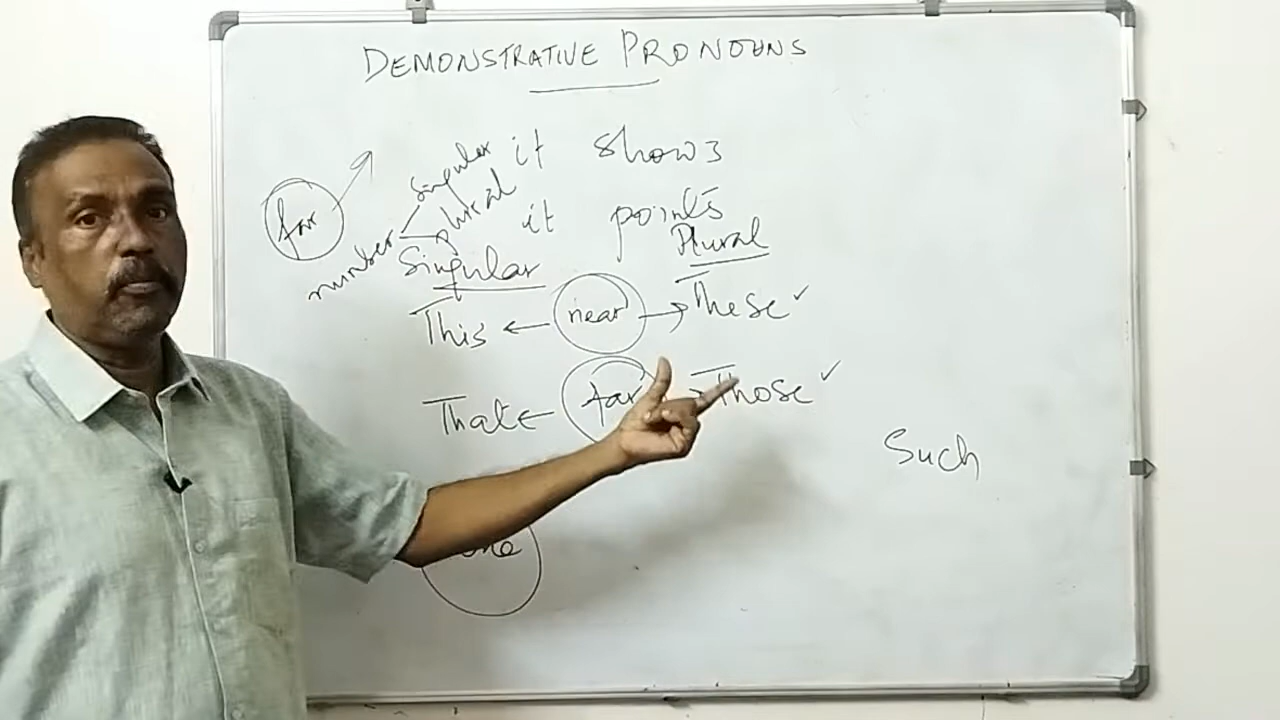 DEMONSTRATIVE PRONOUNS
singular it shows
far
plural
number
it points
Singular Plural
This near These
That far Those
Such